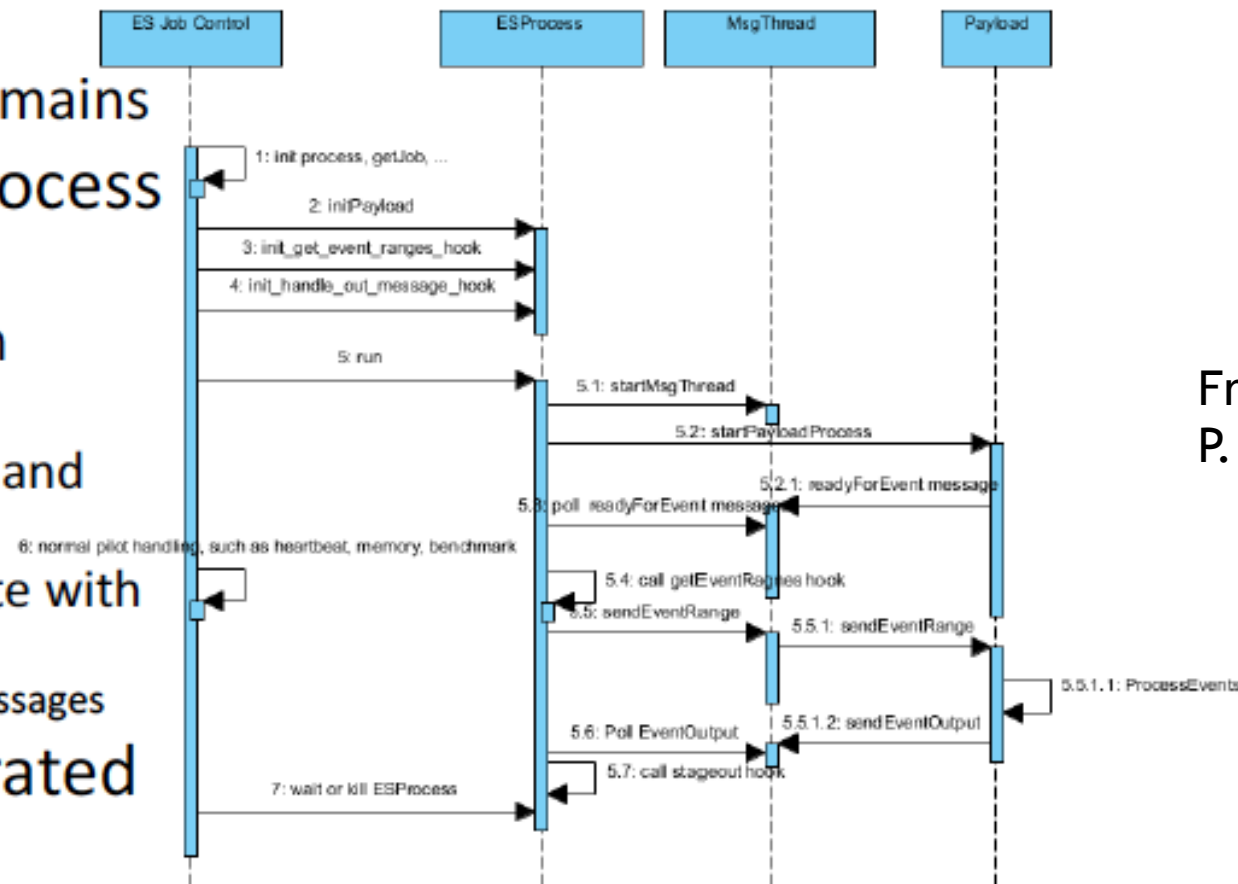 ES Job Control
ESProcess
MsgThread
Payload
mains
1: init process, getJob, ...
ocess
2: initPayload
3: init_get_event_ranges_hook
4: init_handle_out_message_hook
n
5: run
5.1: startMsgThread
P.
5.2: startPayloadProcess
and
5.2.1: readyForEvent message
5.3: poll readyForEvent messages
6: normal pilot handling, such as heartbeat, memory, benchmark
te with
5.4: call getEventRagnes hook
5.5: sendEventRange
5.5.1: sendEventRange
ssages
5.5.1.1: ProcessEvents
5.5.1.2: sendEventOutput
5.6: Poll EventOutput
rated
5.7: call stageout hook
7: wait or kill ESProcess